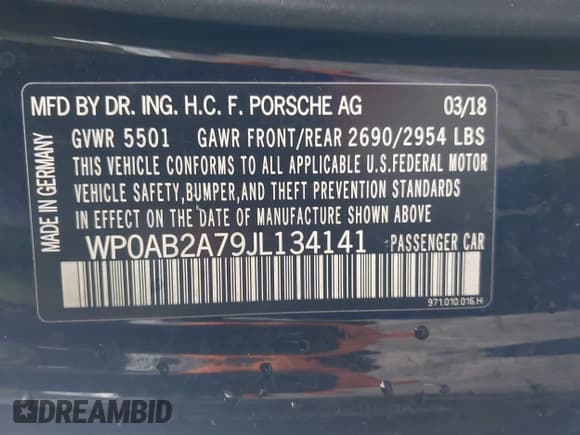 MFD BY DR. ING. H.C. F. PORSCHE AG 03/18
GVWR 5501 GAWR FRONT/REAR 2690/2954 LBS
THIS VEHICLE CONFORMS TO ALL APPLICABLE U.S.FEDERAL MOTOR
VEHICLE SAFETY,BUMPER,AND THEFT PREVENTION STANDARDS
IN EFFECT ON THE DATE OF MANUFACTURE SHOWN ABOVE
WP0AB2A79JL134141 PASSENGER CAR
MADE IN GERMANY
971.010.016.H
DREAMBID